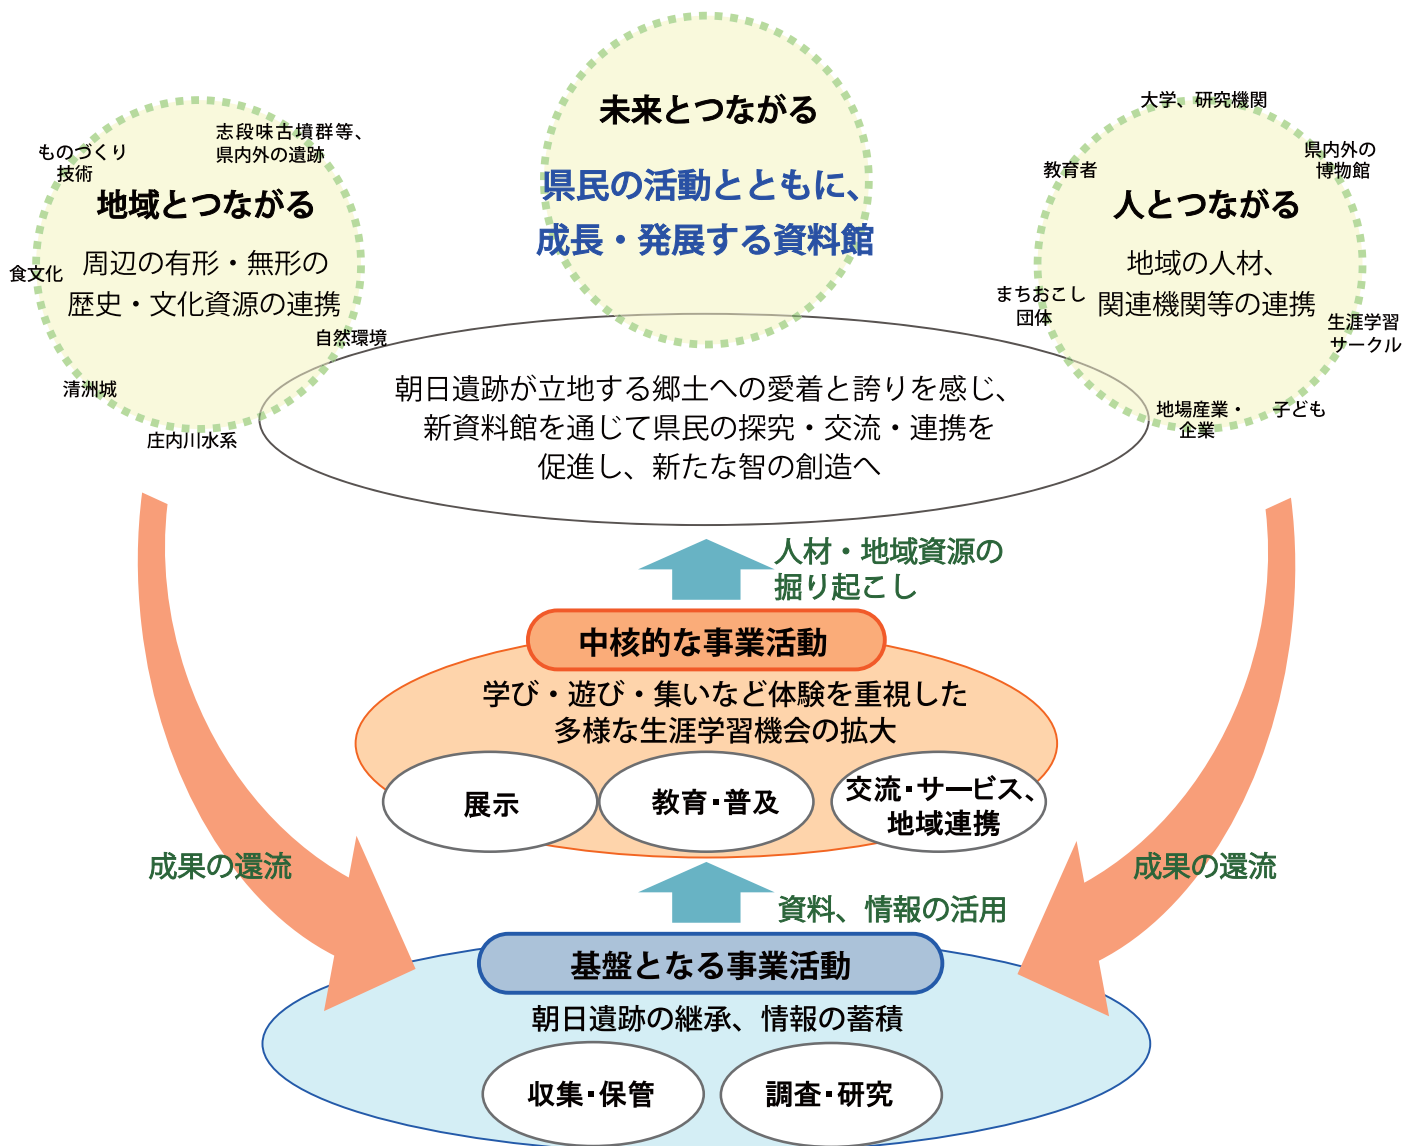 未来とつながる
県民の活動とともに、
成長・発展する資料館
志段味古墳群等、
県内外の遺跡
ものづくり
技術
地域とつながる
周辺の有形・無形の
歴史・文化資源の連携
食文化
自然環境
清洲城
庄内川水系
大学、研究機関
県内外の
博物館
教育者
人とつながる
地域の人材、
関連機関等の連携
まちおこし
団体
生涯学習
サークル
地場産業・
企業
子ども
朝日遺跡が立地する郷土への愛着と誇りを感じ、
新資料館を通じて県民の探究・交流・連携を
促進し、新たな智の創造へ
人材・地域資源の
掘り起こし
中核的な事業活動
学び・遊び・集いなど体験を重視した
多様な生涯学習機会の拡大
展示
教育・普及
交流・サービス、
地域連携
成果の還流
成果の還流
資料、情報の活用
基盤となる事業活動
朝日遺跡の継承、情報の蓄積
収集・保管
調査・研究